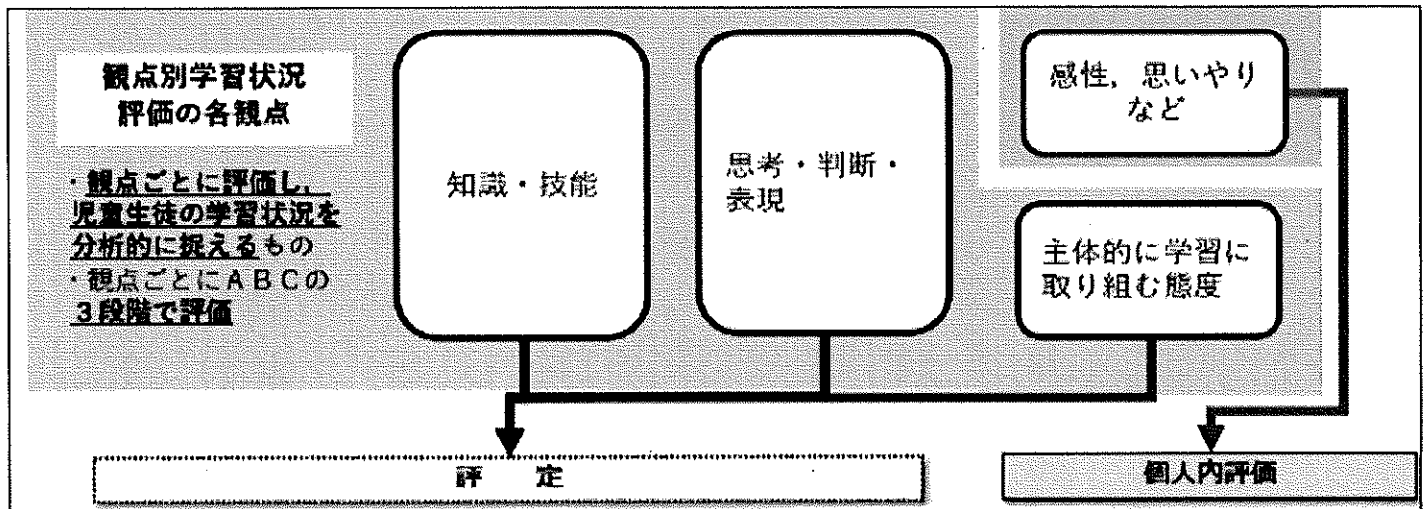 観点別学習状況
評価の各観点
・観点ごとに評価し、
児童生徒の学習状況を
分析的に捉えるもの
・観点ごとにＡＢＣの
３段階で評価
知識・技能
思考・判断・
表現
感性，思いやり
など
主体的に学習に
取り組む態度
評　定
個人内評価